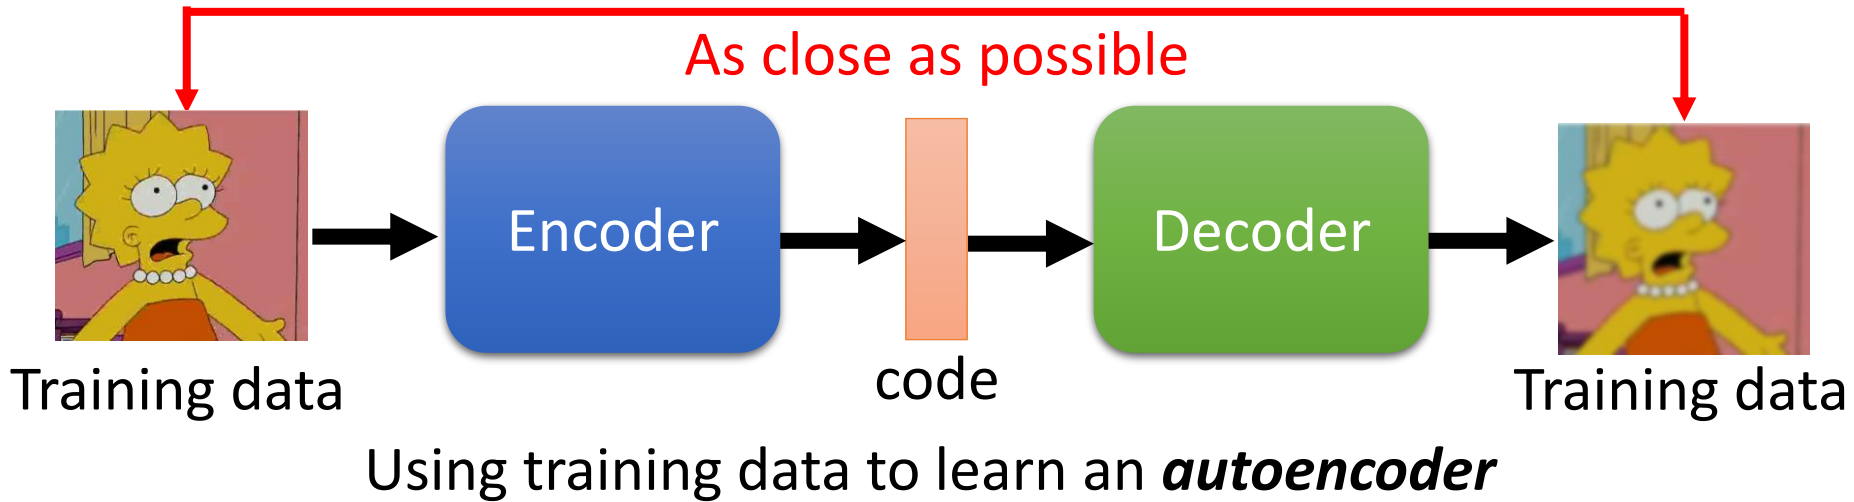 As close as possible
Encoder
Decoder
code
Training data
Training data
Using training data to learn an autoencoder